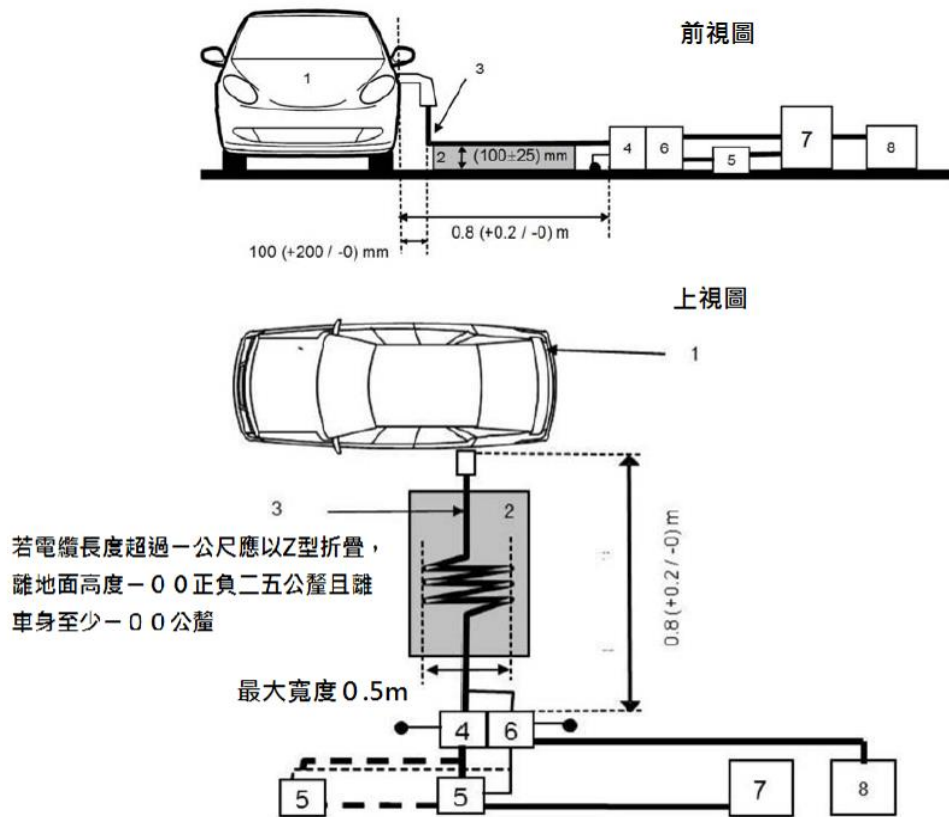 前視圖
1
3
2
(100±25) mm
4
6
5
7
8
0.8 (+0.2 / -0) m
100 (+200 / -0) mm
上視圖
1
3
2
若電纜長度超過一公尺應以Z型折疊，
離地面高度一００正負二五公釐且離
車身至少一００公釐
0.8 (+0.2 / -0) m
最大寬度０.5m
4
6
5
5
7
8